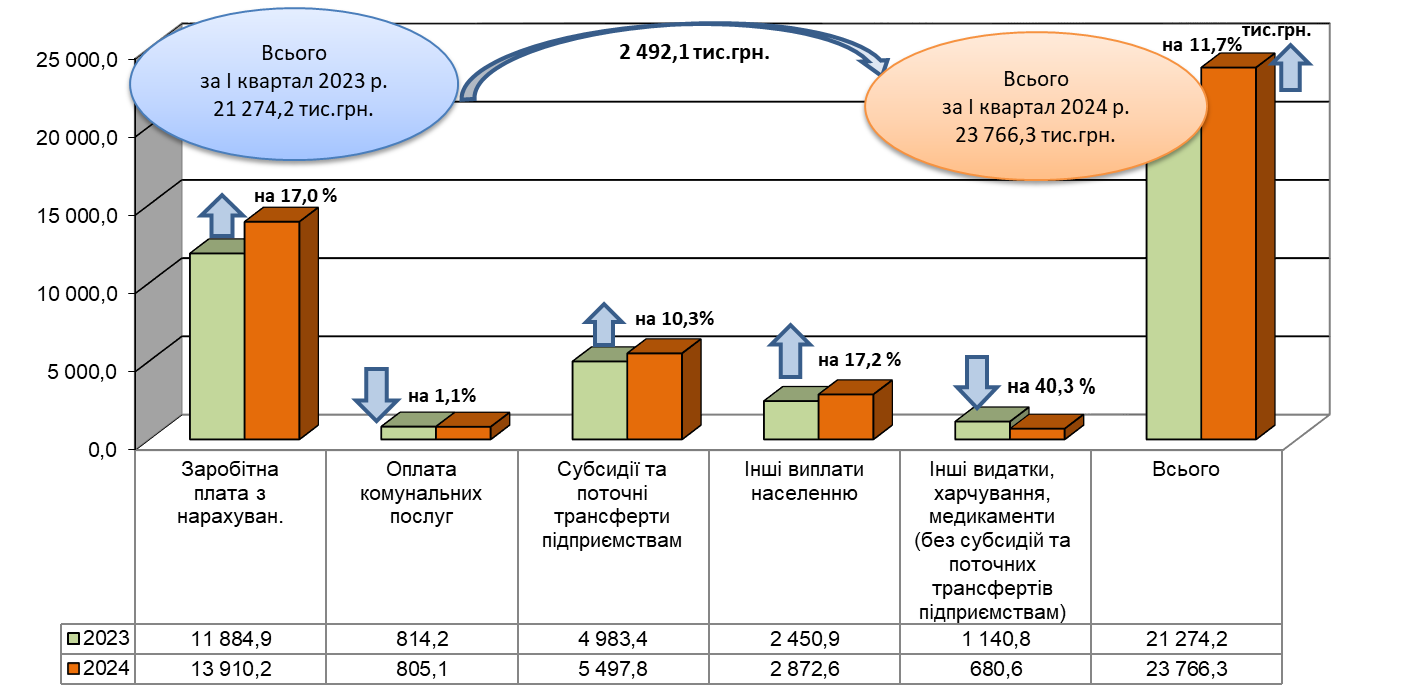 тис.грн.
Всього
за І квартал 2023 р.
21 274,2 тис.грн.
2 492,1 тис.грн.
на 11,7%
Всього
за І квартал 2024 р.
23 766,3 тис.грн.
25 000,0
20 000,0
15 000,0
10 000,0
5 000,0
0,0
на 17,0 %
на 1,1%
на 10,3%
на 17,2 %
на 40,3 %
Заробітна
плата з
нарахуван.
Оплата
комунальних
послуг
Субсидії та
поточні
трансферти
підприємствам
Інші виплати
населенню
Інші видатки,
харчування,
медикаменти
(без субсидій та
поточних
трансфертів
підприємствам)
Всього
2023 11 884,9 814,2 4 983,4 2 450,9 1 140,8 21 274,2
2024 13 910,2 805,1 5 497,8 2 872,6 680,6 23 766,3